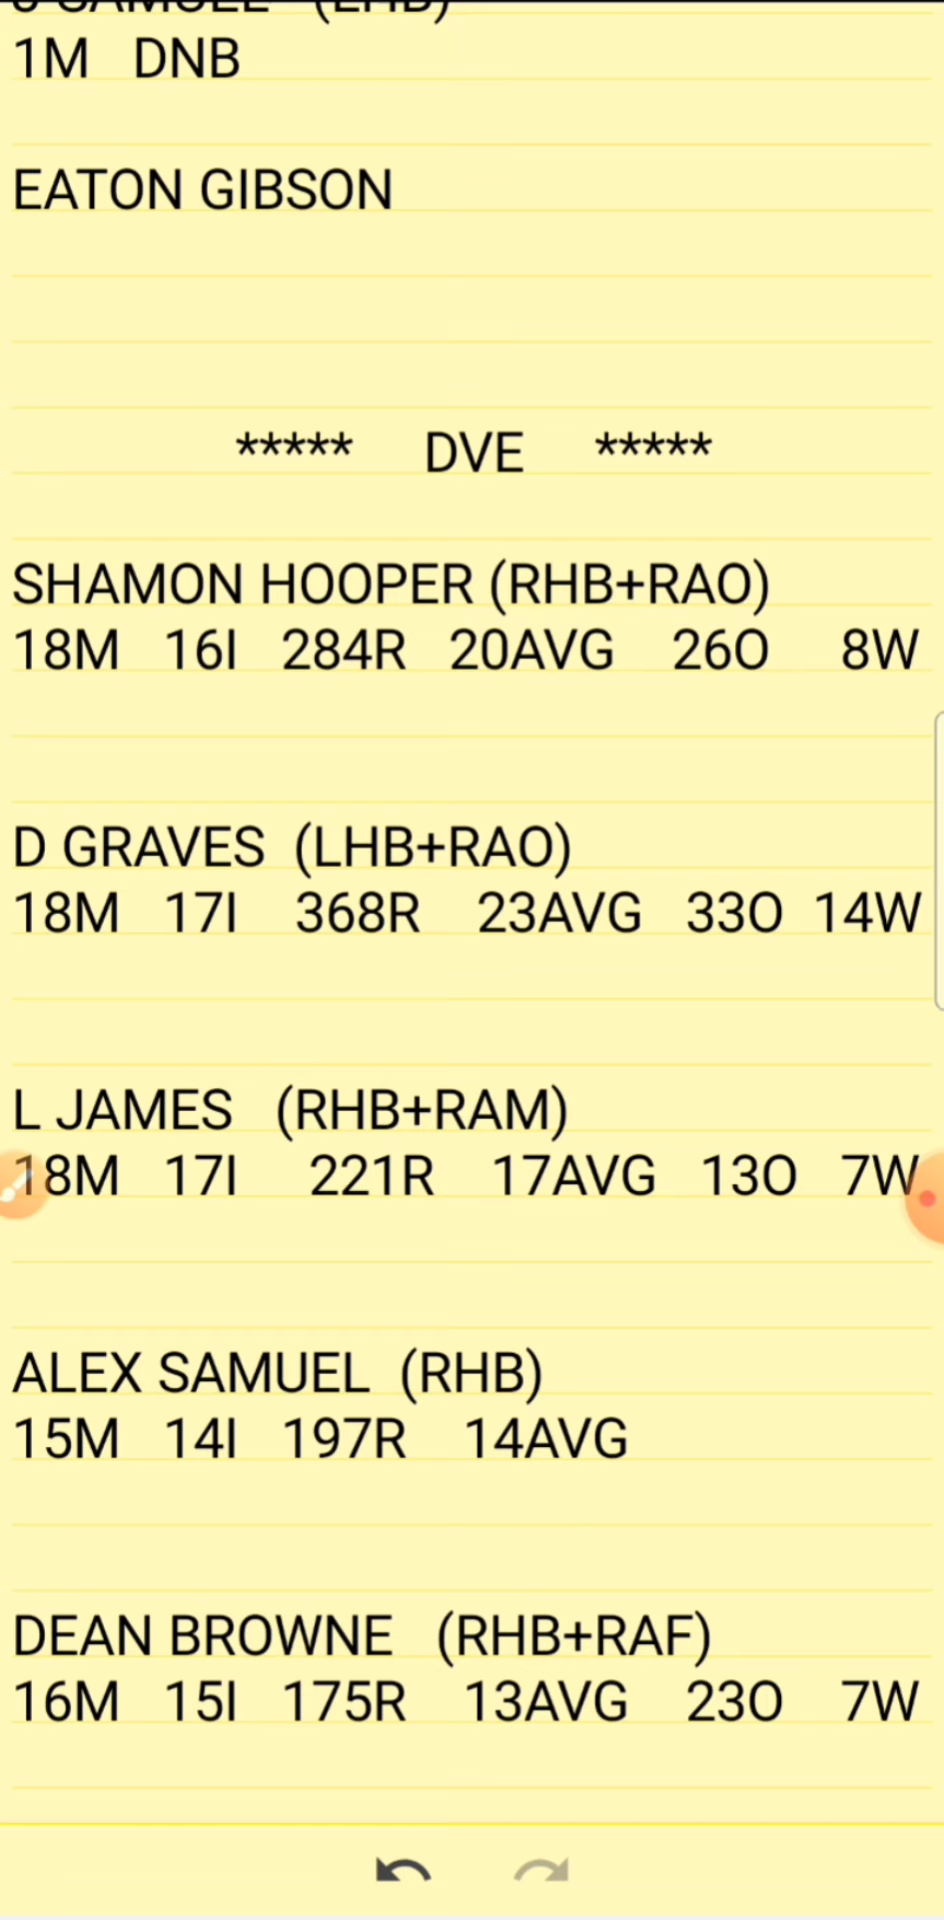 1M DNB
EATON GIBSON
***** DVE *****
SHAMON HOOPER (RHB+RAO)
18M 16I 284R 20AVG 26O 8W
D GRAVES (LHB+RAO)
18M 17I 368R 23AVG 33O 14W
L JAMES (RHB+RAM)
18M 17I 221R 17AVG 13O 7W
ALEX SAMUEL (RHB)
15M 14I 197R 14AVG
DEAN BROWNE (RHB+RAF)
16M 15I 175R 13AVG 23O 7W